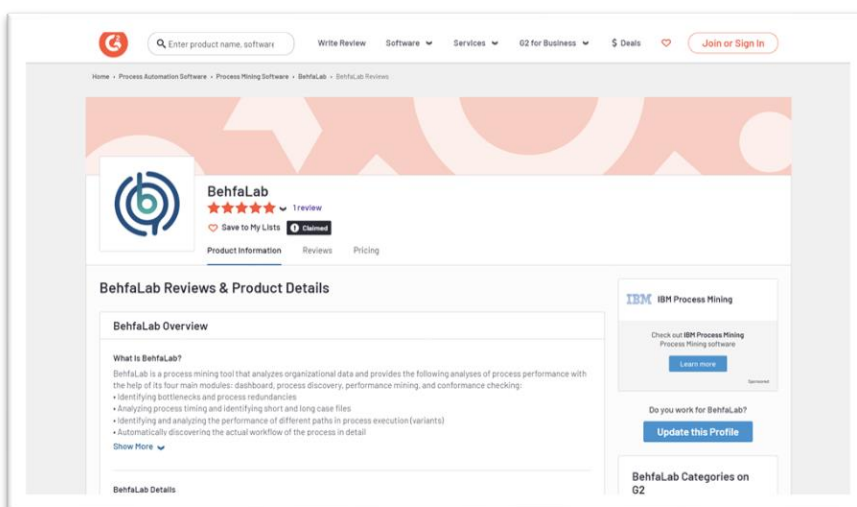 Enter product name, software
Write Review
Software
Services
G2 for Business
$ Deals
Join or Sign In
Home • Process Automation Software • Process Mining Software • BehfaLab • BehfaLab Reviews
BehfaLab
1 review
Save to My Lists
Claimed
Product Information
Reviews
Pricing
BehfaLab Reviews & Product Details
BehfaLab Overview
What Is BehfaLab?
BehfaLab is a process mining tool that analyzes organizational data and provides the following analyses of process performance with
the help of its four main modules: dashboard, process discovery, performance mining, and conformance checking:
• Identifying bottlenecks and process redundancies
• Analyzing process timing and identifying short and long case files
• Identifying and analyzing the performance of different paths in process execution (variants)
• Automatically discovering the actual workflow of the process in detail
Show More
BehfaLab Details
IBM IBM Process Mining
Check out IBM Process Mining
Process Mining software
Learn more
Sponsored
Do you work for BehfaLab?
Update this Profile
BehfaLab Categories on
G2